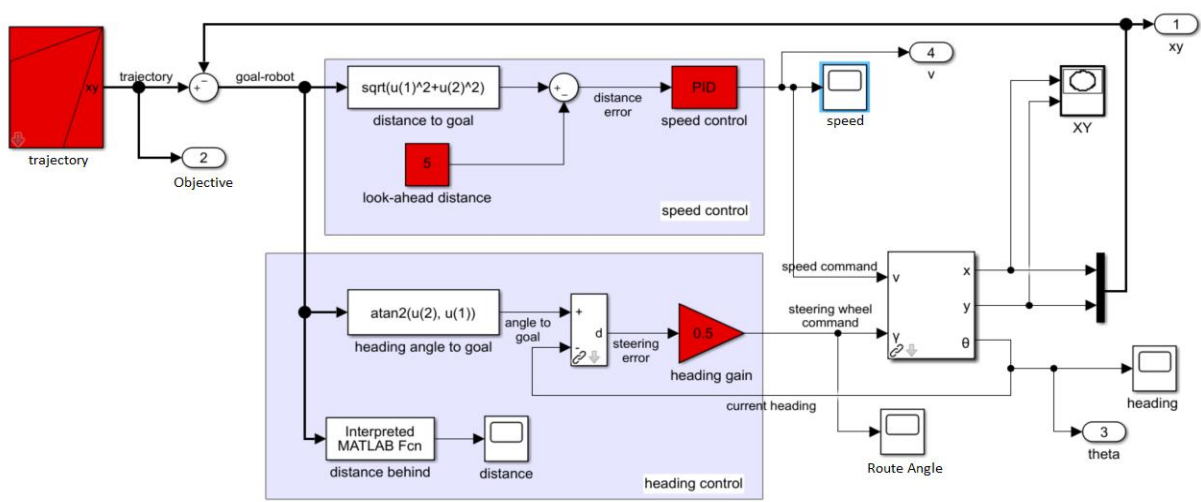 1
xy
trajectory
xy
trajectory
+
−
goal-robot
2
Objective
sqrt(u(1)^2+u(2)^2)
distance to goal
+
−
distance
error
PID
speed control
4
v
speed
XY
5
look-ahead distance
speed control
speed command
v
x
y
θ
γ
steering wheel
command
atan2(u(2), u(1))
heading angle to goal
angle to
goal
+
-
d
steering
error
0.5
heading gain
current heading
heading
3
theta
Route Angle
Interpreted
MATLAB Fcn
distance behind
distance
heading control